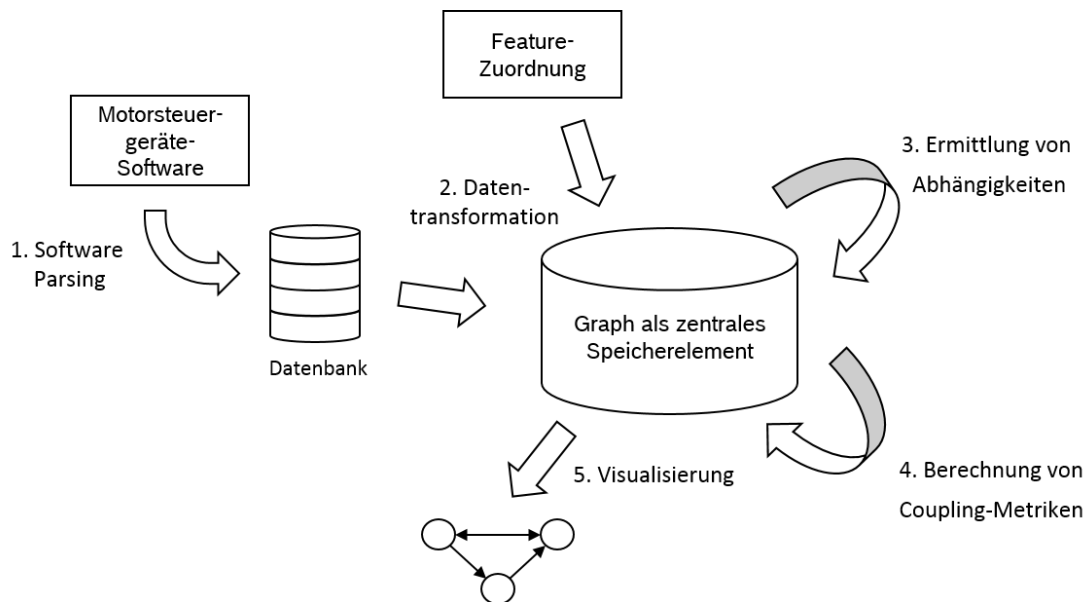 Feature-
Zuordnung
Motorsteuer-
geräte-
Software
1. Software
Parsing
Datenbank
2. Daten-
transformation
Graph als zentrales
Speicherelement
3. Ermittlung von
Abhängigkeiten
4. Berechnung von
Coupling-Metriken
5. Visualisierung